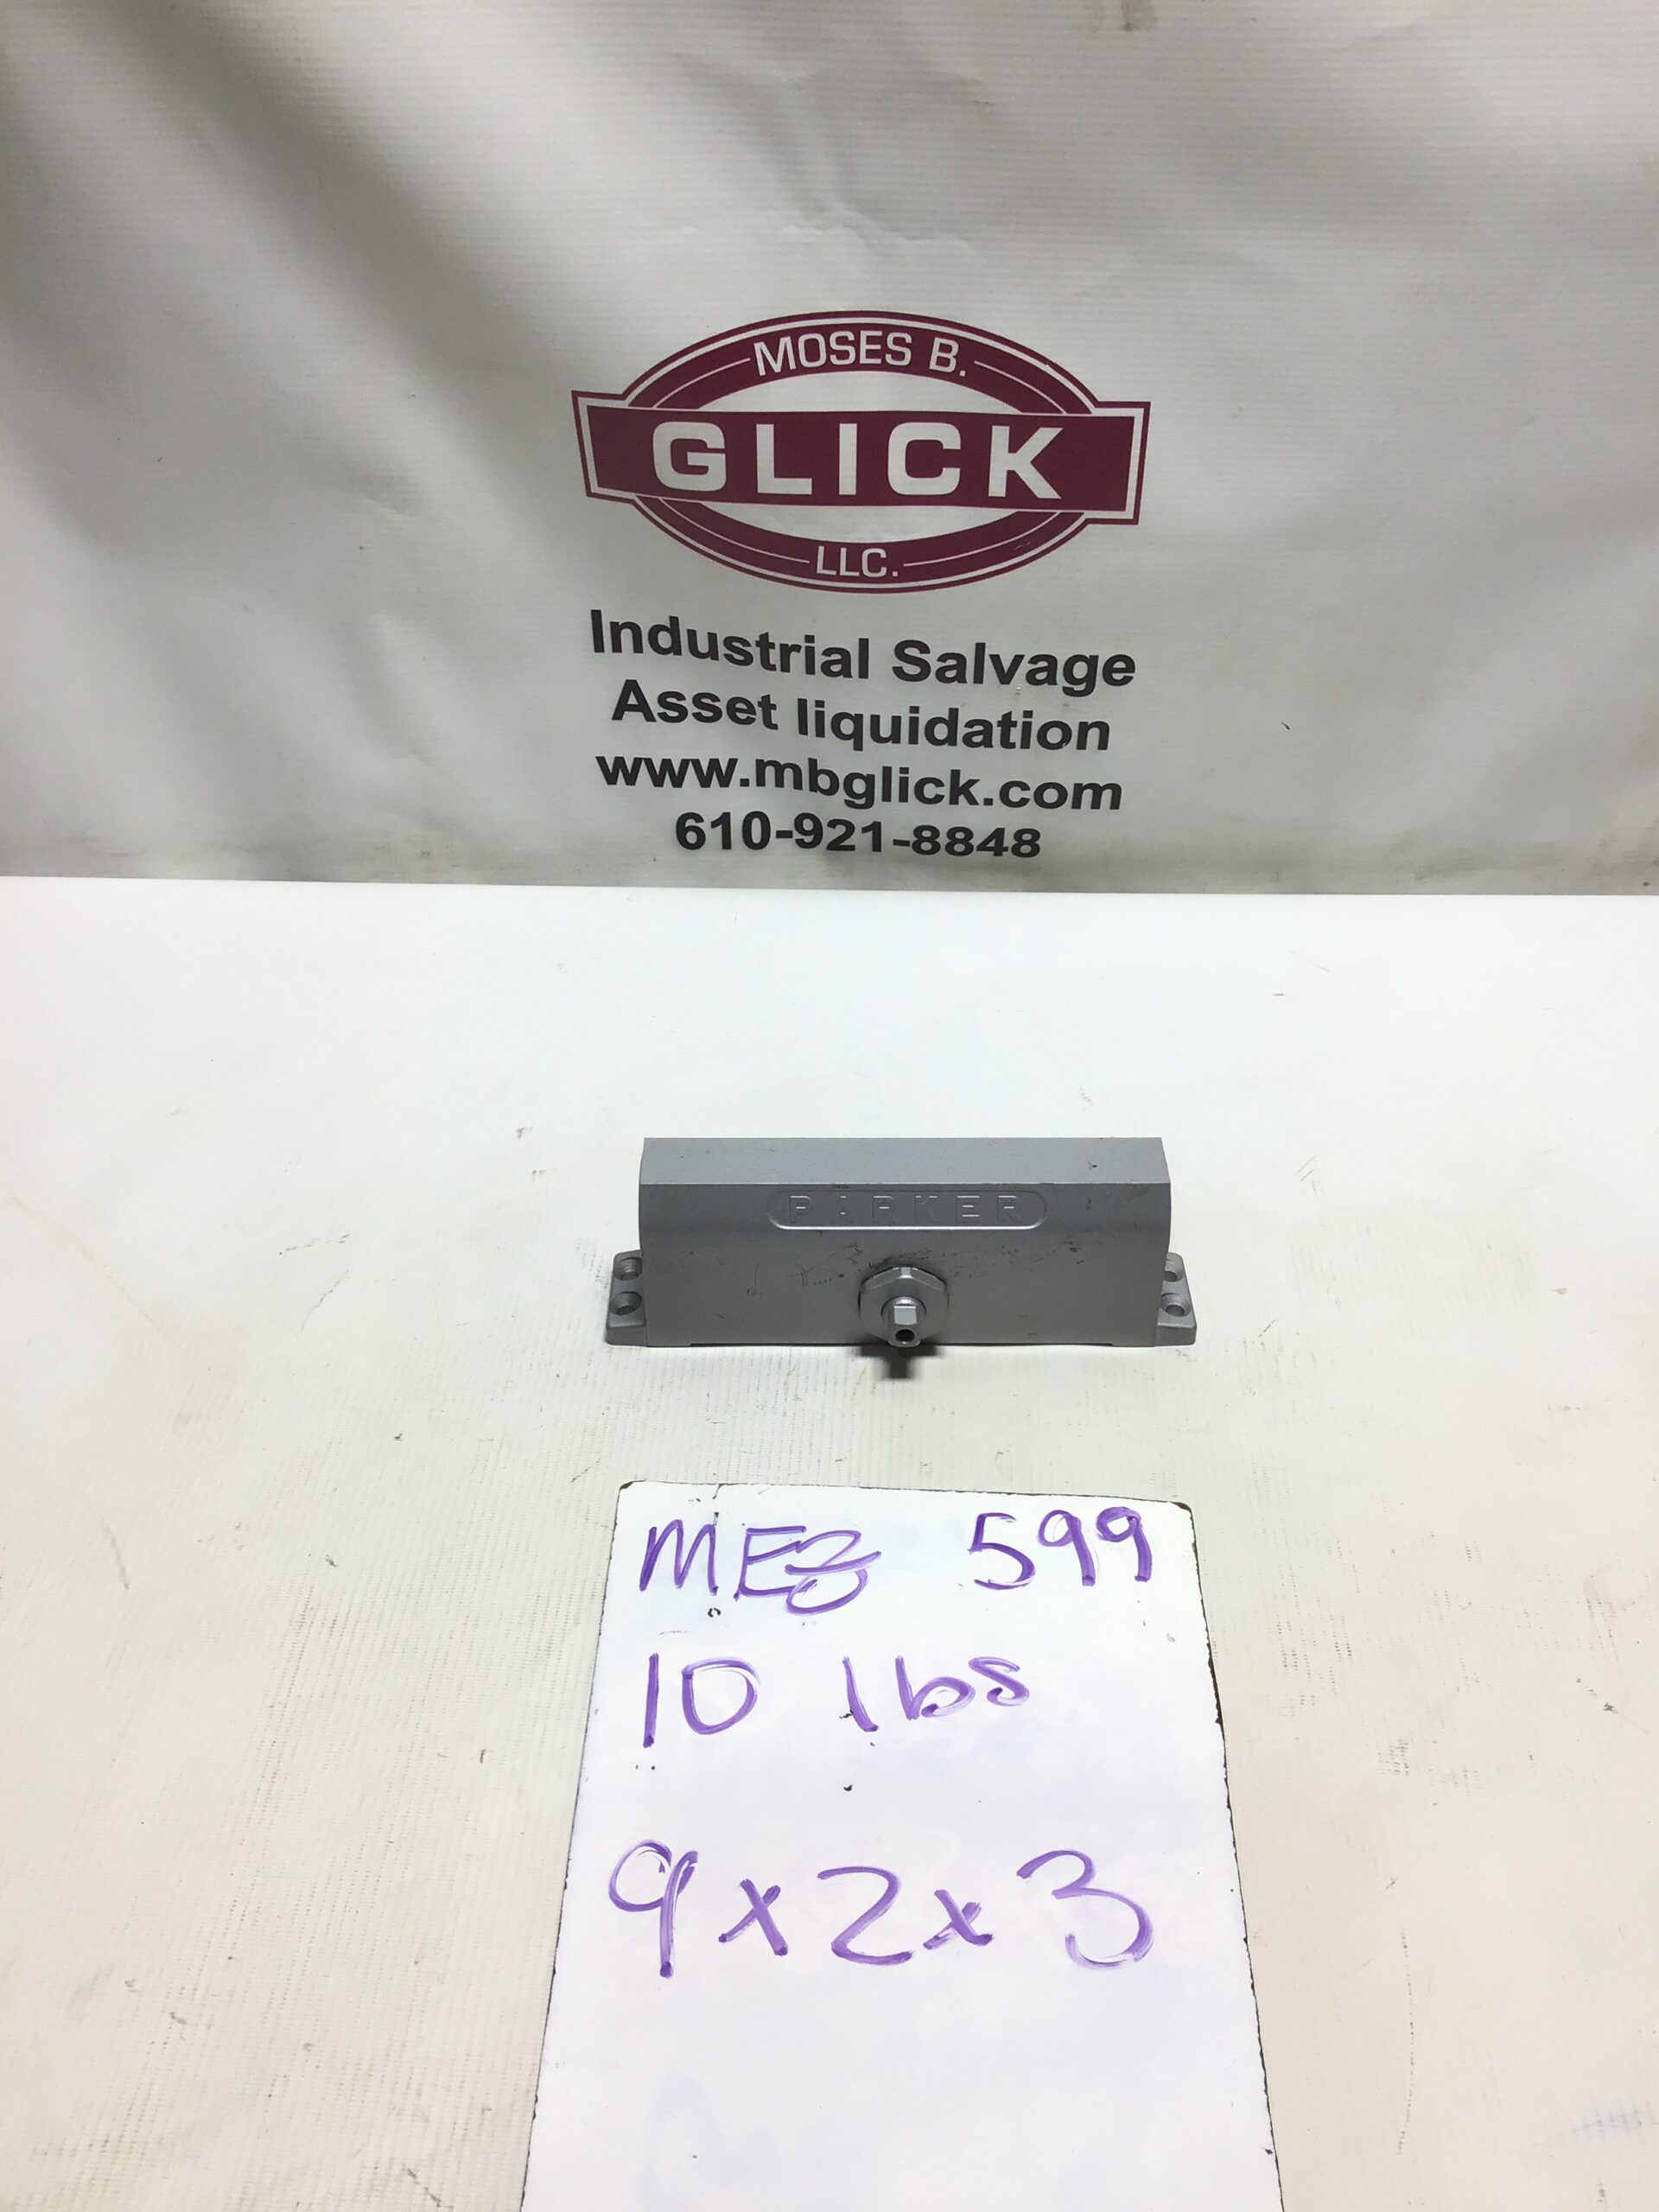 MOSES B.
GLICK
LLC.
Industrial Salvage
Asset liquidation
www.mbglick.com
610-921-8848
PARKER
MEZ 599
10 lbs
9x2x3